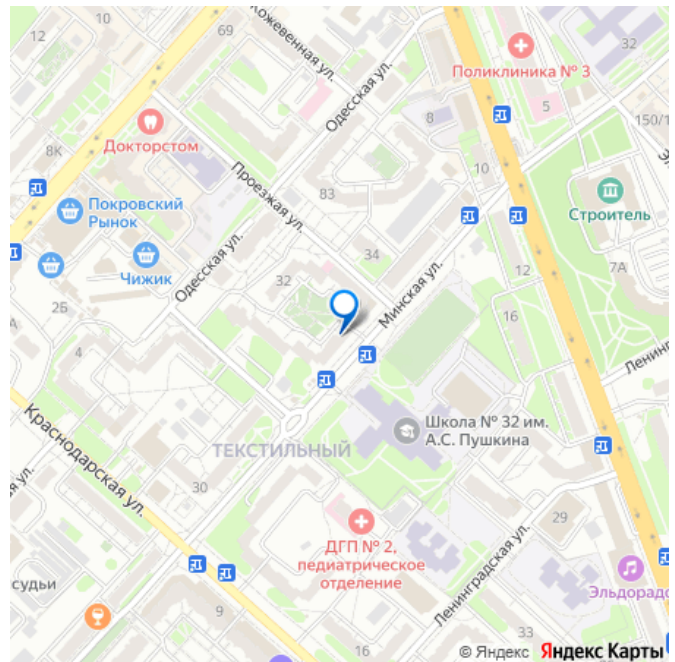 12
10
69
Кожевенная ул.
Одесская ул.
32
Поликлиника № 3
5
150/1
8
Докторстом
8К
Проезжая ул.
10
83
Покровский
Рынок
Строитель
34
Одесская ул.
Чижик
32
12
7А
Минская ул.
2Б
16
4
Ленинг
Школа № 32 им.
А.С. Пушкина
Краснодарская ул.
ТЕКСТИЛЬНЫЙ
30
ул.
29
ДГП № 2,
педиатрическое
отделение
Ленинградская ул.
судьи
Эльдорадо
9
33
16
© Яндекс Яндекс Карты